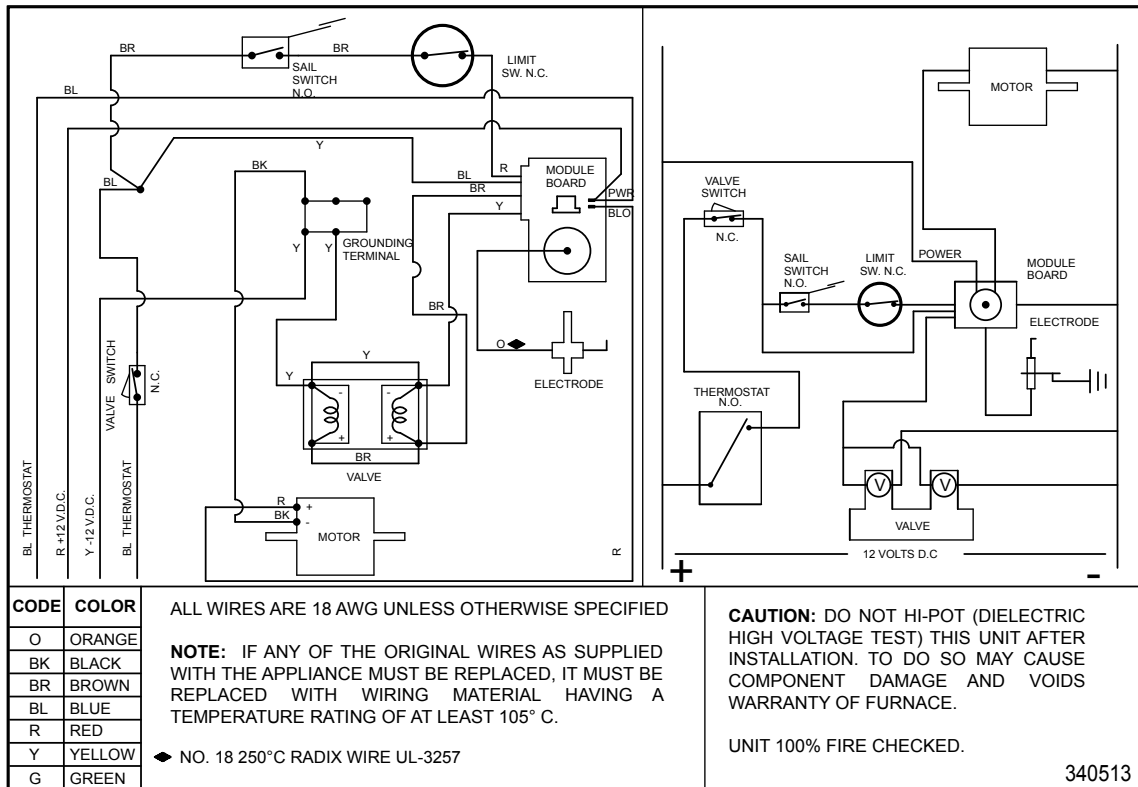 BR
SAIL
SWITCH
N.O.
BR
LIMIT
SW. N.C.
BL
Y
BK
BL
R
BL
BR
Y
MODULE
BOARD
PWR
BLO
Y
Y
GROUNDING
TERMINAL
BR
O
ELECTRODE
VALVE SWITCH
N.C.
Y
Y
-
-
+
+
BR
VALVE
R
BK
+
-
MOTOR
R
BL THERMOSTAT
R +12 V.D.C.
Y -12 V.D.C.
BL THERMOSTAT
MOTOR
VALVE
SWITCH
N.C.
SAIL
SWITCH
N.O.
LIMIT
SW. N.C.
POWER
MODULE
BOARD
ELECTRODE
THERMOSTAT
N.O.
V
V
VALVE
12 VOLTS D.C
+
-
CODE COLOR
O ORANGE
BK BLACK
BR BROWN
BL BLUE
R RED
Y YELLOW
G GREEN
ALL WIRES ARE 18 AWG UNLESS OTHERWISE SPECIFIED
NOTE: IF ANY OF THE ORIGINAL WIRES AS SUPPLIED
WITH THE APPLIANCE MUST BE REPLACED, IT MUST BE
REPLACED WITH WIRING MATERIAL HAVING A
TEMPERATURE RATING OF AT LEAST 105° C.
◆ NO. 18 250°C RADIX WIRE UL-3257
CAUTION: DO NOT HI-POT (DIELECTRIC
HIGH VOLTAGE TEST) THIS UNIT AFTER
INSTALLATION. TO DO SO MAY CAUSE
COMPONENT DAMAGE AND VOIDS
WARRANTY OF FURNACE.
UNIT 100% FIRE CHECKED.
340513